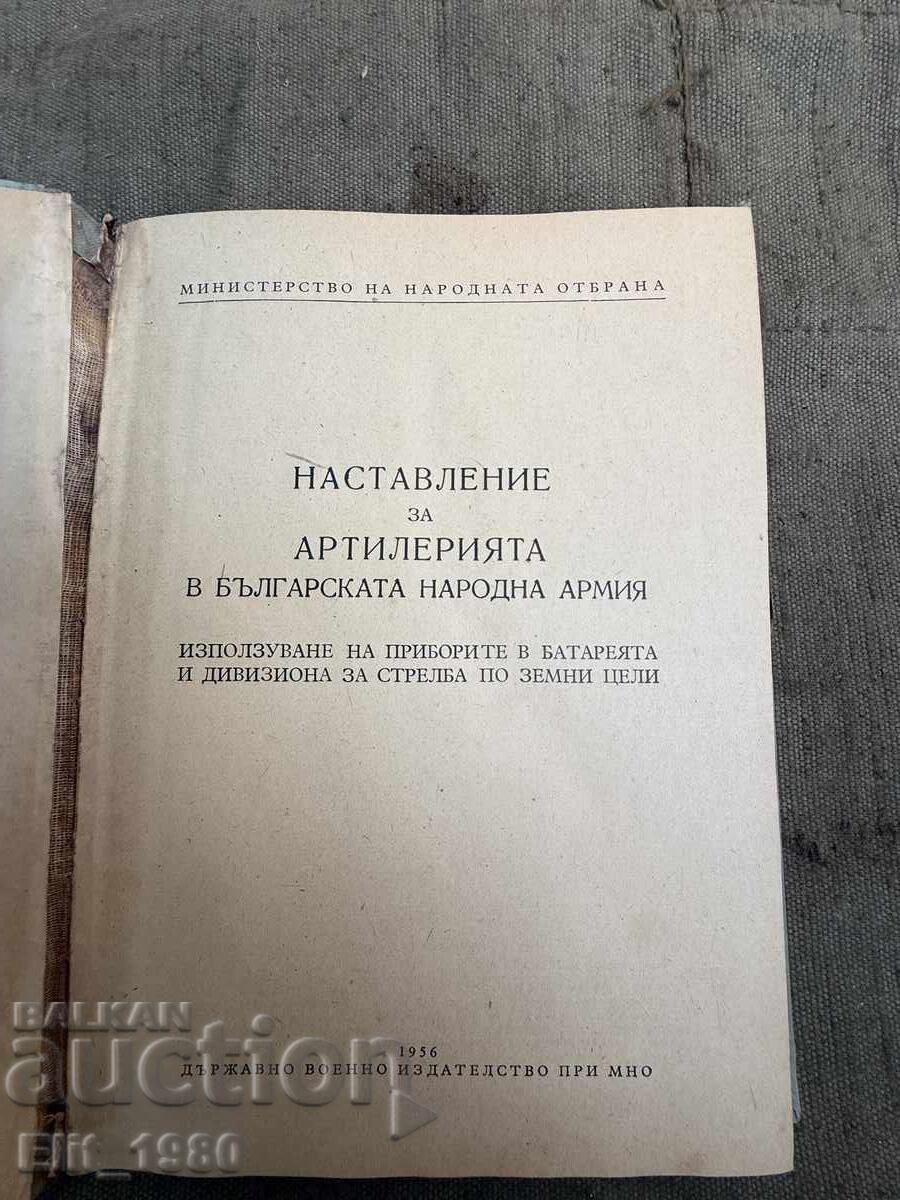 МИНИСТЕРСТВО НА НАРОДНАТА ОТБРАНА
НАСТАВЛЕНИЕ
ЗА
АРТИЛЕРИЯТА
В БЪЛГАРСКАТА НАРОДНА АРМИЯ
ИЗПОЛЗУВАНЕ НА ПРИБОРИТЕ В БАТАРЕЯТА
И ДИВИЗИОНА ЗА СТРЕЛБА ПО ЗЕМНИ ЦЕЛИ
1956
ДЪРЖАВНО ВОЕННО ИЗДАТЕЛСТВО ПРИ МНО
BALKAN
auction
Elit_1980